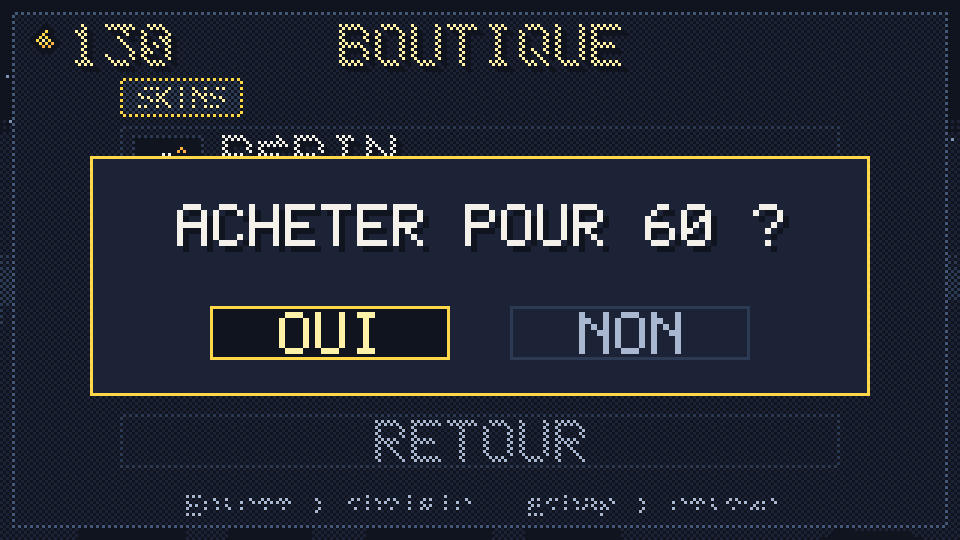 130 BOUTIQUE
SKINS
ACHETER POUR 60 ?
OUI NON
RETOUR